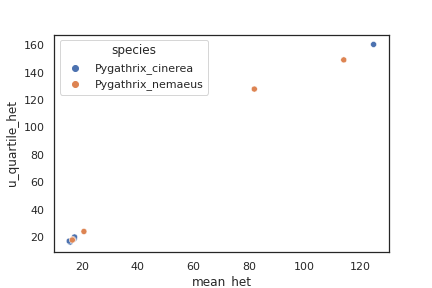 species
Pygathrix_cinerea
Pygathrix_nemaeus
160
140
120
100
80
60
40
20
u_quartile_het
20
40
60
80
100
120
mean_het